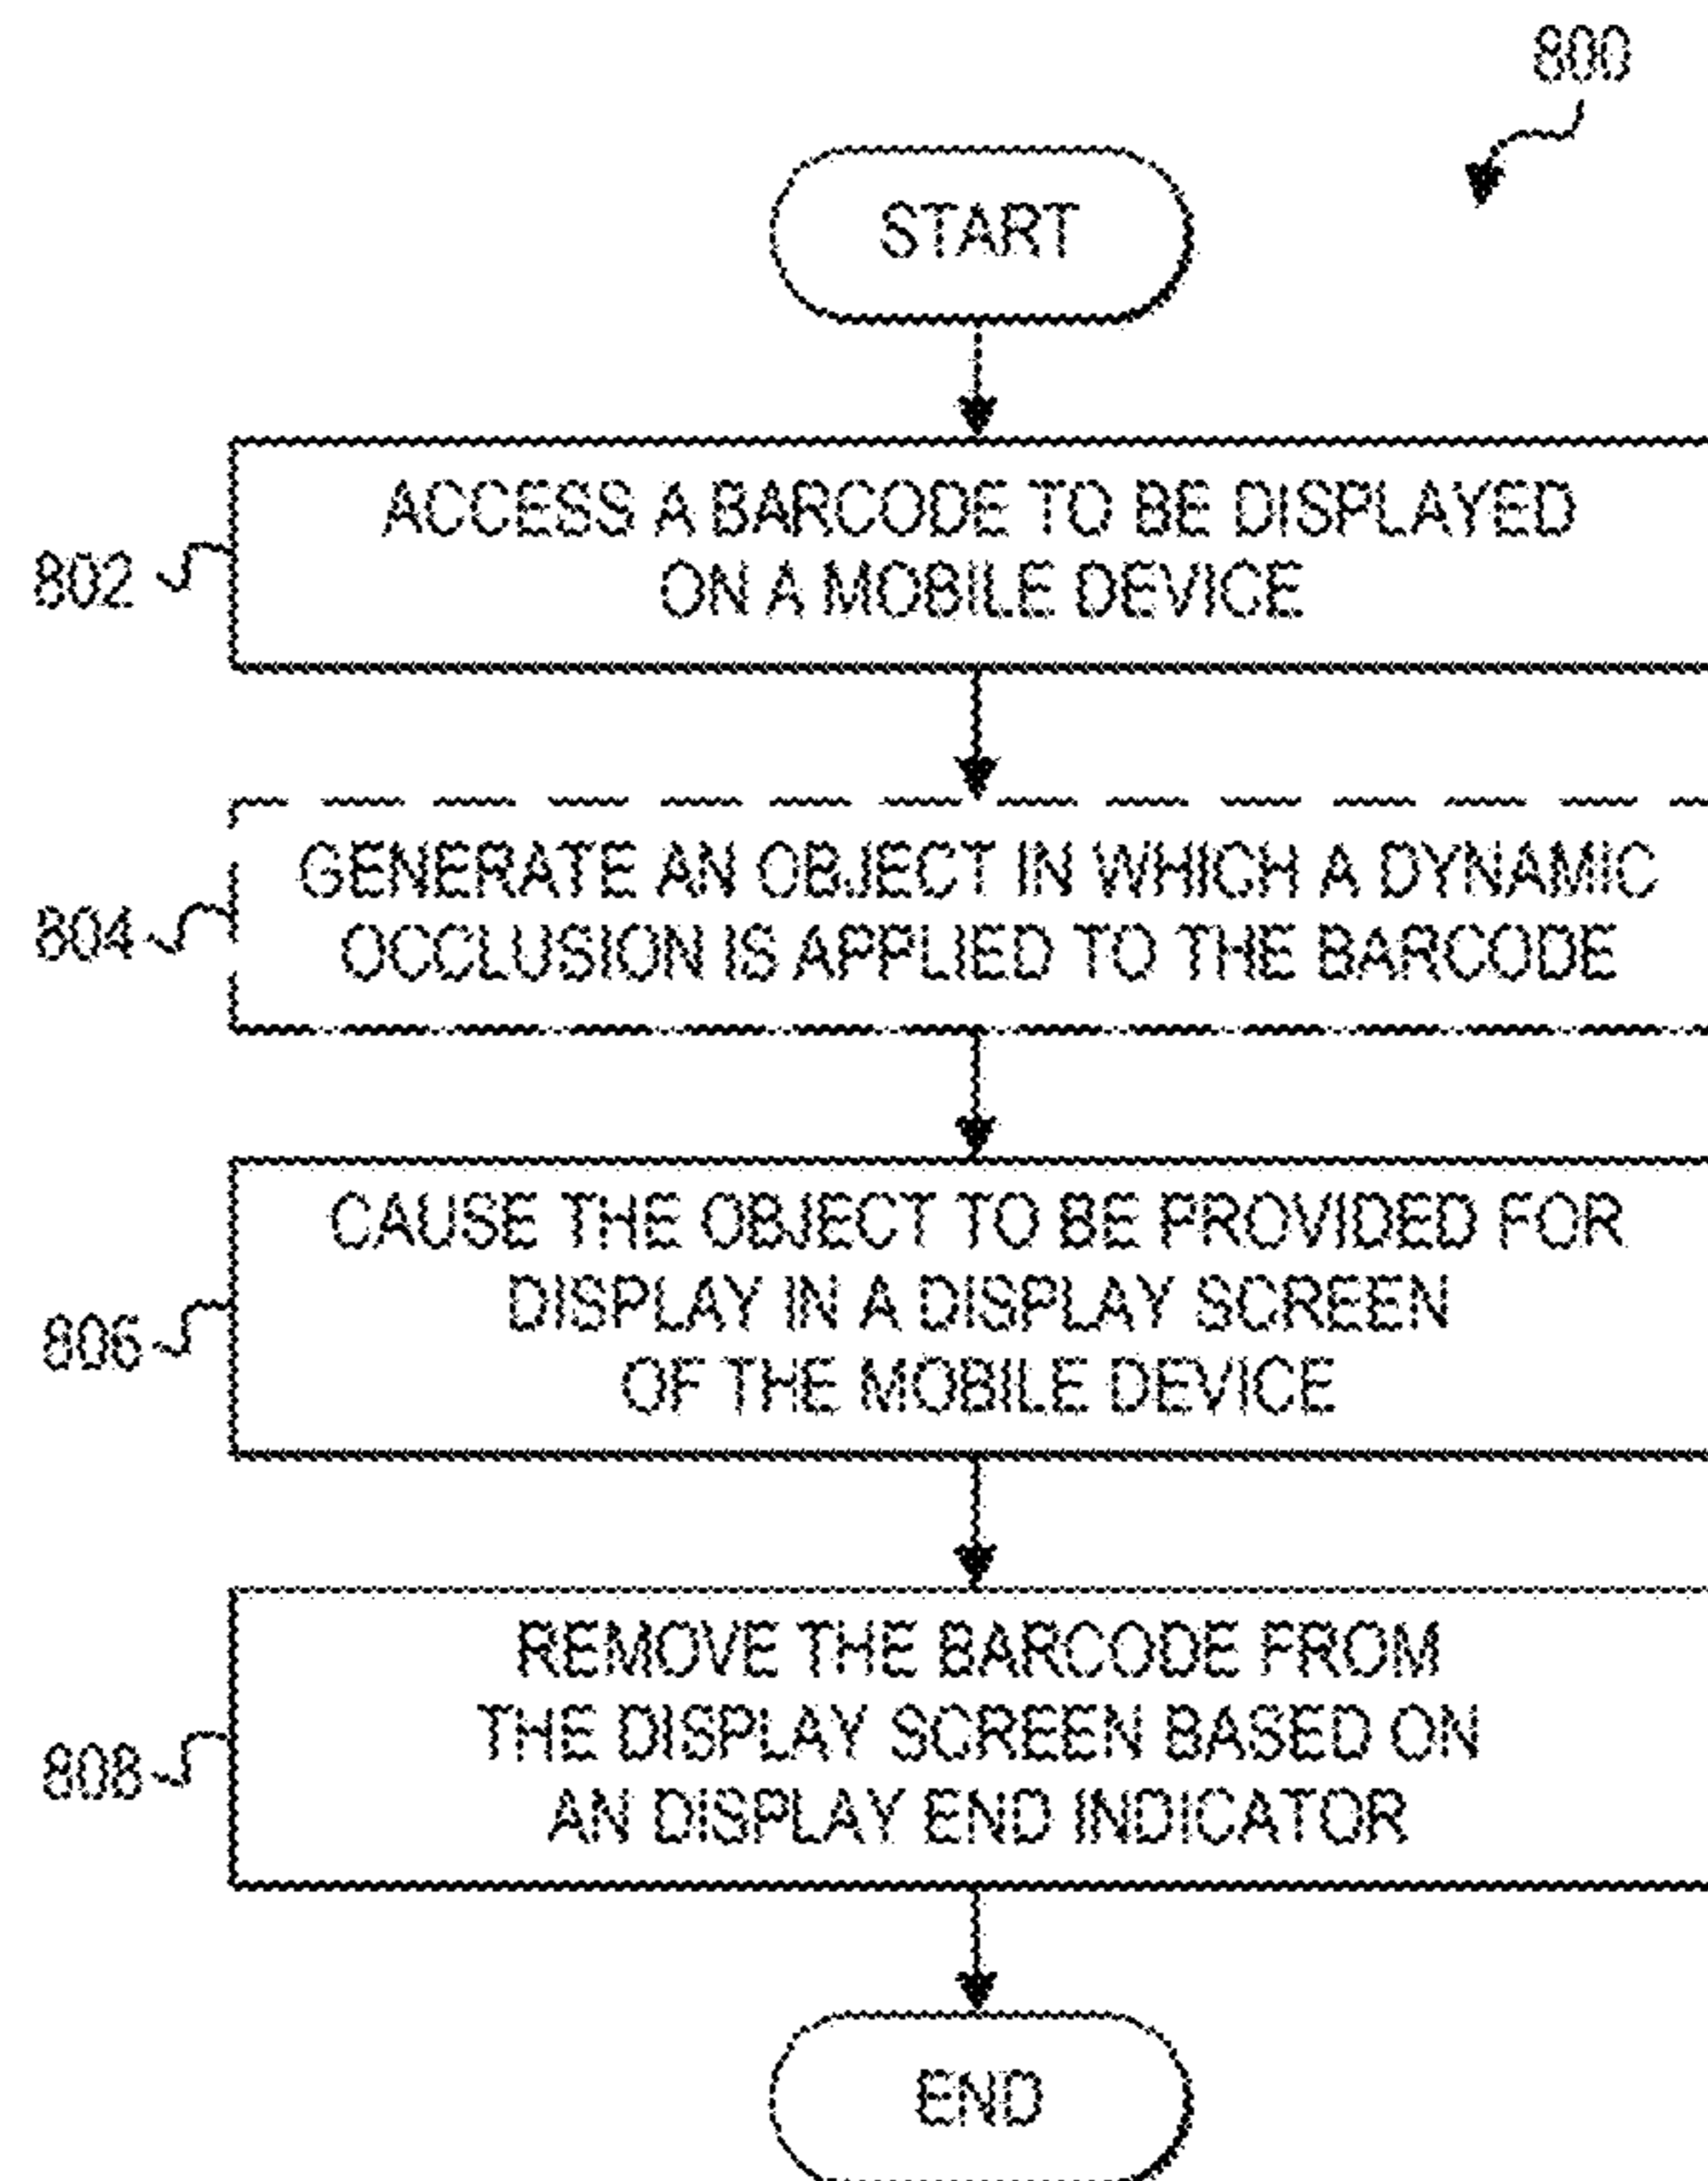 800
START
ACCESS A BARCODE TO BE DISPLAYED
ON A MOBILE DEVICE
802
GENERATE AN OBJECT IN WHICH A DYNAMIC
OCCLUSION IS APPLIED TO THE BARCODE
804
CAUSE THE OBJECT TO BE PROVIDED FOR
DISPLAY IN A DISPLAY SCREEN
OF THE MOBILE DEVICE
806
REMOVE THE BARCODE FROM
THE DISPLAY SCREEN BASED ON
AN DISPLAY END INDICATOR
808
END